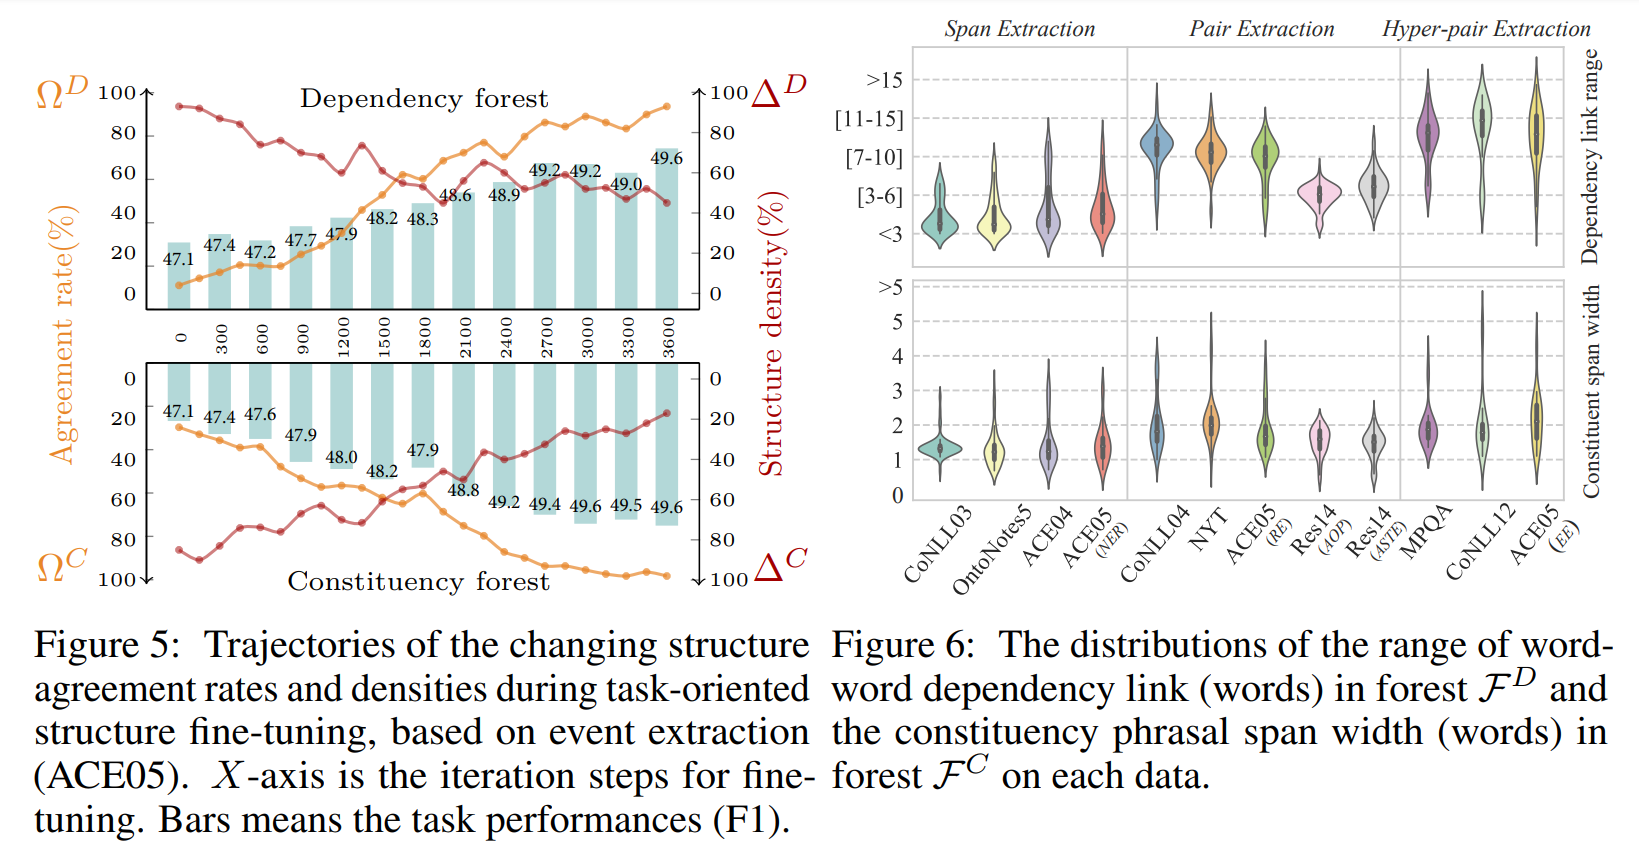 Ω^D
100
80
60
40
20
0
Agreement rate(%)
Dependency forest
47.1
47.4
47.2
47.7
47.9
48.2
48.3
48.6
48.9
49.2
49.2
49.0
49.6
100
80
60
40
20
0
Δ^D
Structure density(%)
0
300
600
900
1200
1500
1800
2100
2400
2700
3000
3300
3600
0
20
40
60
80
100
Ω^C
47.1
47.4
47.6
47.9
48.0
48.2
47.9
48.8
49.2
49.4
49.6
49.5
49.6
Constituency forest
0
20
40
60
80
100
Δ^C
Figure 5: Trajectories of the changing structure
agreement rates and densities during task-oriented
structure fine-tuning, based on event extraction
(ACE05). X-axis is the iteration steps for fine-
tuning. Bars means the task performances (F1).
Span Extraction
Pair Extraction
Hyper-pair Extraction
>15
[11-15]
[7-10]
[3-6]
<3
Dependency link range
>5
5
4
3
2
1
0
Constituent span width
CoNLL03
OntoNotes5
ACE04
ACE05
(NER)
CoNLL04
NYT
ACE05
(RE)
Res14
(AOP)
Res14
(ASTE)
MPQA
CoNLL12
ACE05
(EE)
Figure 6: The distributions of the range of word-
word dependency link (words) in forest F^D and
the constituency phrasal span width (words) in
forest F^C on each data.